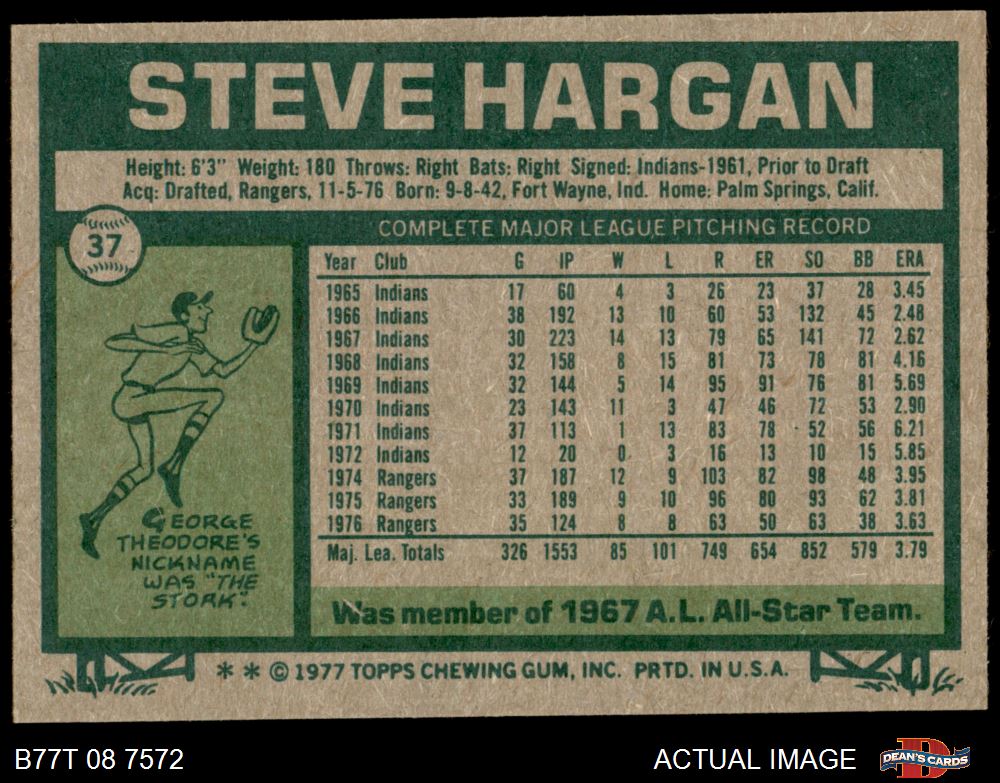 STEVE HARGAN
Height: 6'3" Weight: 180 Throws: Right Bats: Right Signed: Indians-1961, Prior to Draft
Acq: Drafted, Rangers, 11-5-76 Born: 9-8-42, Fort Wayne, Ind. Home: Palm Springs, Calif.
37
COMPLETE MAJOR LEAGUE PITCHING RECORD
Year Club G IP W L R ER SO BB ERA
1965 Indians 17 60 4 3 26 23 37 28 3.45
1966 Indians 38 192 13 10 60 53 132 45 2.48
1967 Indians 30 223 14 13 79 65 141 72 2.62
1968 Indians 32 158 8 15 81 73 78 81 4.16
1969 Indians 32 144 5 14 95 91 76 81 5.69
1970 Indians 23 143 11 3 47 46 72 53 2.90
1971 Indians 37 113 1 13 83 78 52 56 6.21
1972 Indians 12 20 0 3 16 13 10 15 5.85
1974 Rangers 37 187 12 9 103 82 98 48 3.95
1975 Rangers 33 189 9 10 96 80 93 62 3.81
1976 Rangers 35 124 8 8 63 50 63 38 3.63
Maj. Lea. Totals 326 1553 85 101 749 654 852 579 3.79
GEORGE
THEODORE'S
NICKNAME
WAS "THE
STORK".
Was member of 1967 A.L. All-Star Team.
* * © 1977 TOPPS CHEWING GUM, INC. PRTD. IN U.S.A.
B77T 08 7572
ACTUAL IMAGE
DEAN'S CARDS